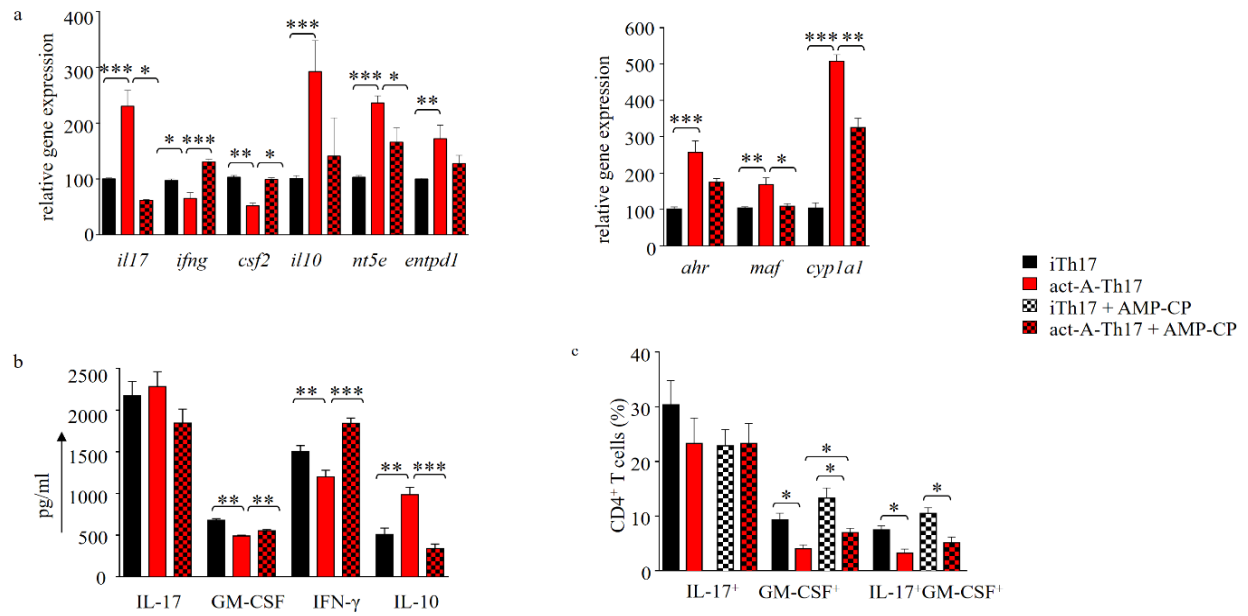 a
relative gene expression
400
300
200
100
0
*** * * *** ** * *** *** * **
il17 ifng csf2 il10 nt5e entpd1
relative gene expression
600
500
400
300
200
100
0
*** ** * *** **
ahr maf cyp1a1
iTh17
act-A-Th17
iTh17 + AMP-CP
act-A-Th17 + AMP-CP
b
pg/ml
2500
2000
1500
1000
500
0
** ** ** *** ** ***
IL-17 GM-CSF IFN-γ IL-10
c
CD4⁺ T cells (%)
40
30
20
10
0
* * * * *
IL-17⁺ GM-CSF⁺ IL-17⁺GM-CSF⁺